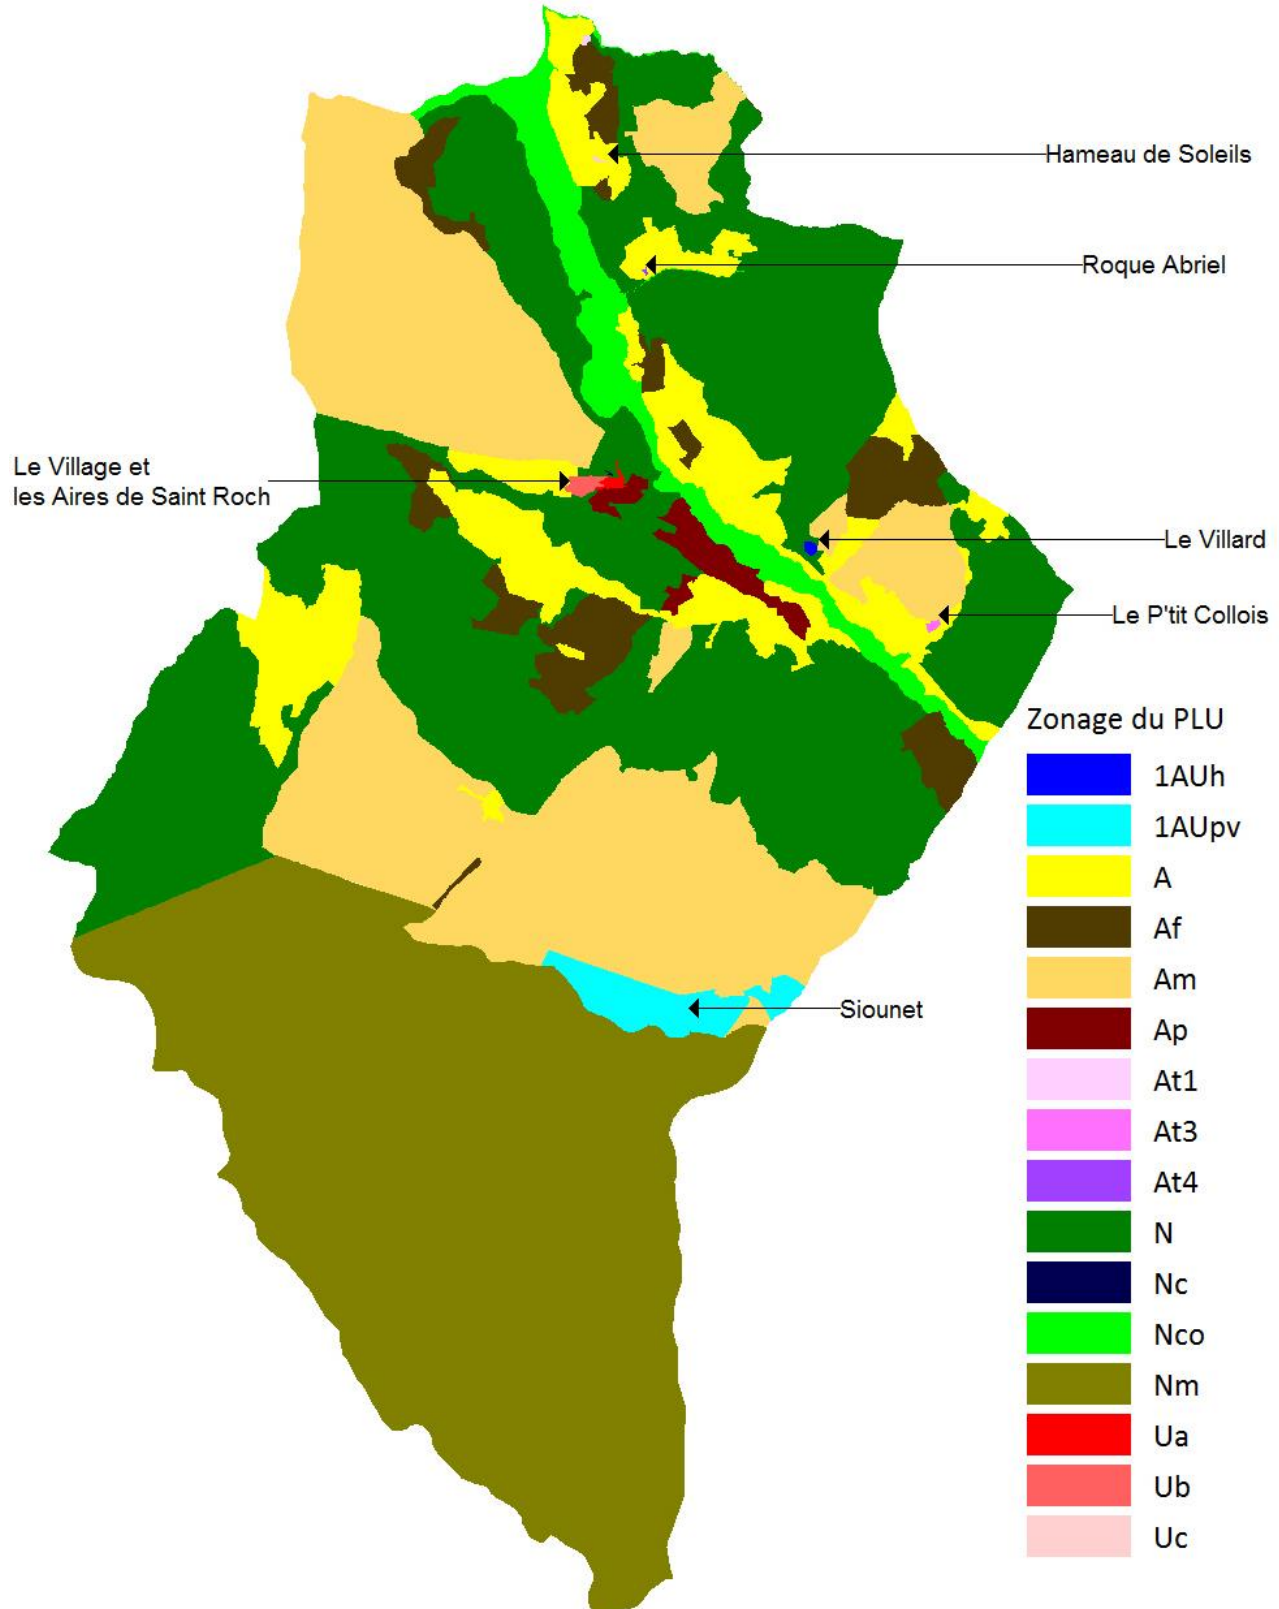 Hameau de Soleils
Roque Abriel
Le Village et
les Aires de Saint Roch
Le Villard
Le P'tit Collois
Siounet
Zonage du PLU
1AUh
1AUpv
A
Af
Am
Ap
At1
At3
At4
N
Nc
Nco
Nm
Ua
Ub
Uc